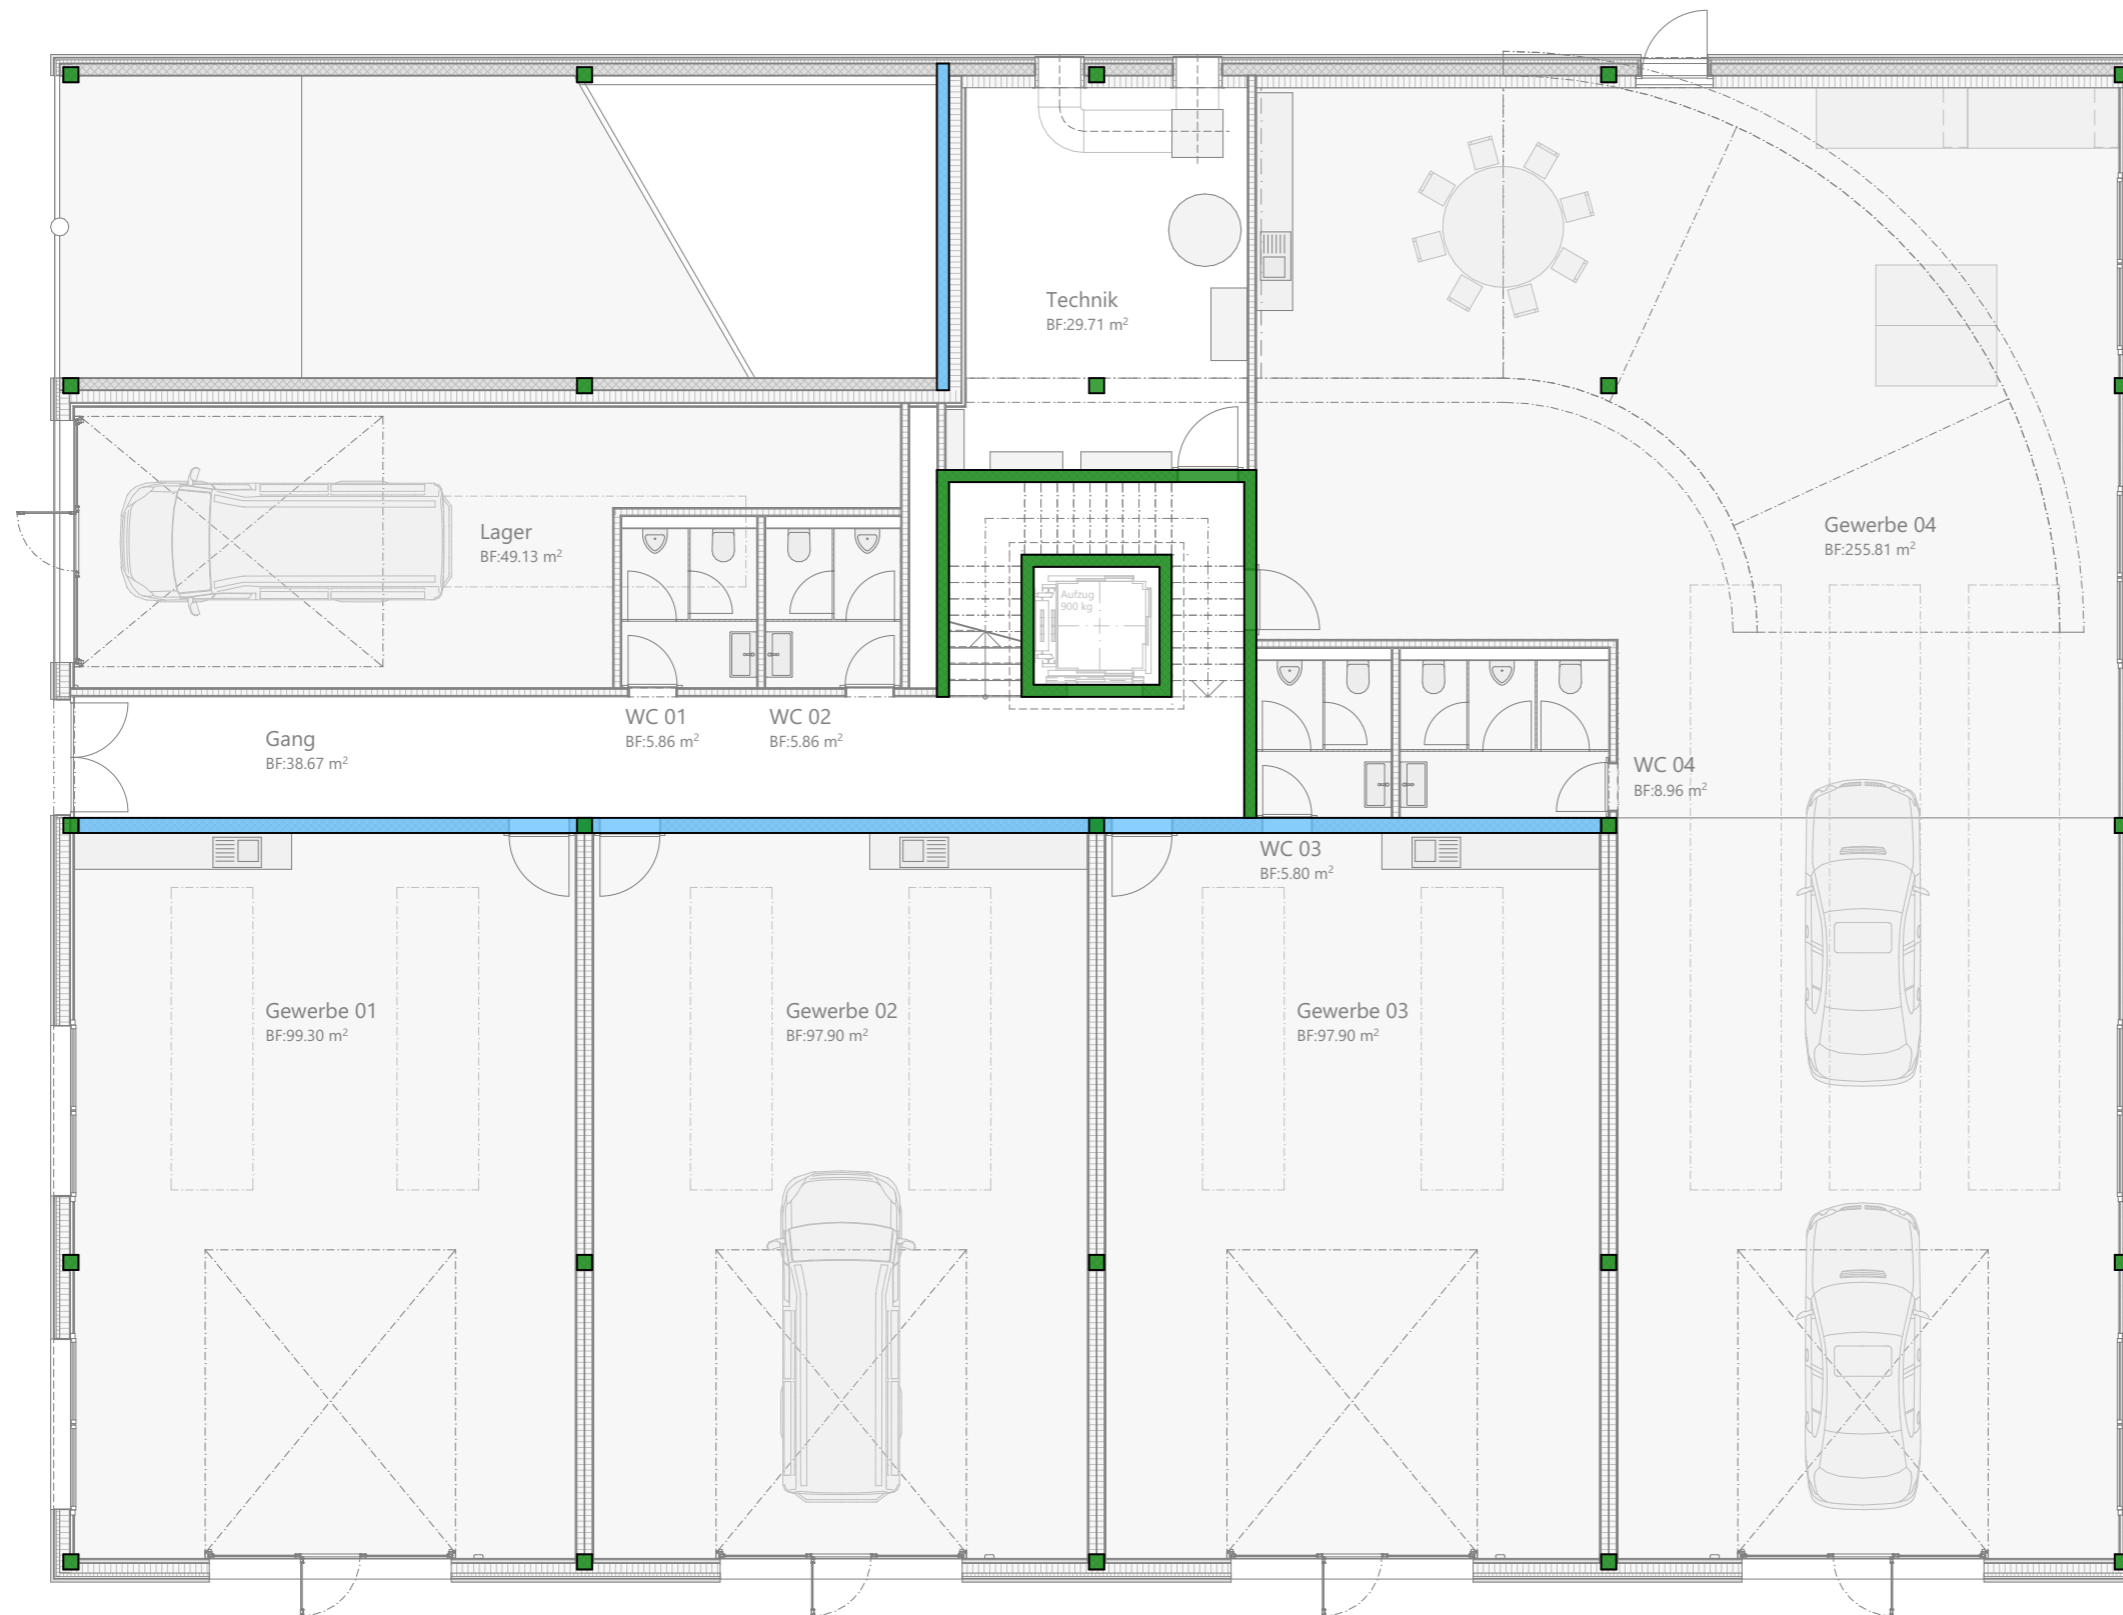 Technik
BF:29.71 m²
Lager
BF:49.13 m²
Gewerbe 04
BF:255.81 m²
Aufzug
900 kg
Gang
BF:38.67 m²
WC 01
BF:5.86 m²
WC 02
BF:5.86 m²
WC 04
BF:8.96 m²
WC 03
BF:5.80 m²
Gewerbe 01
BF:99.30 m²
Gewerbe 02
BF:97.90 m²
Gewerbe 03
BF:97.90 m²